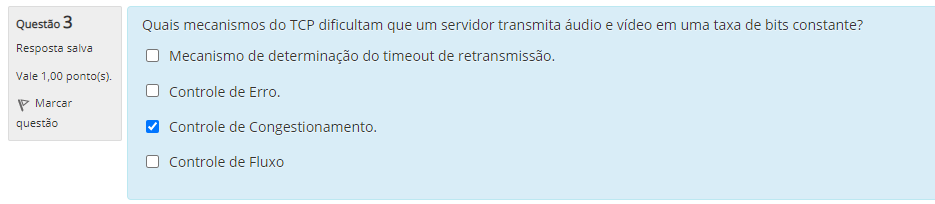 Questão 3
Resposta salva
Vale 1,00 ponto(s).
Marcar
questão
Quais mecanismos do TCP dificultam que um servidor transmita áudio e vídeo em uma taxa de bits constante?
Mecanismo de determinação do timeout de retransmissão.
Controle de Erro.
Controle de Congestionamento.
Controle de Fluxo